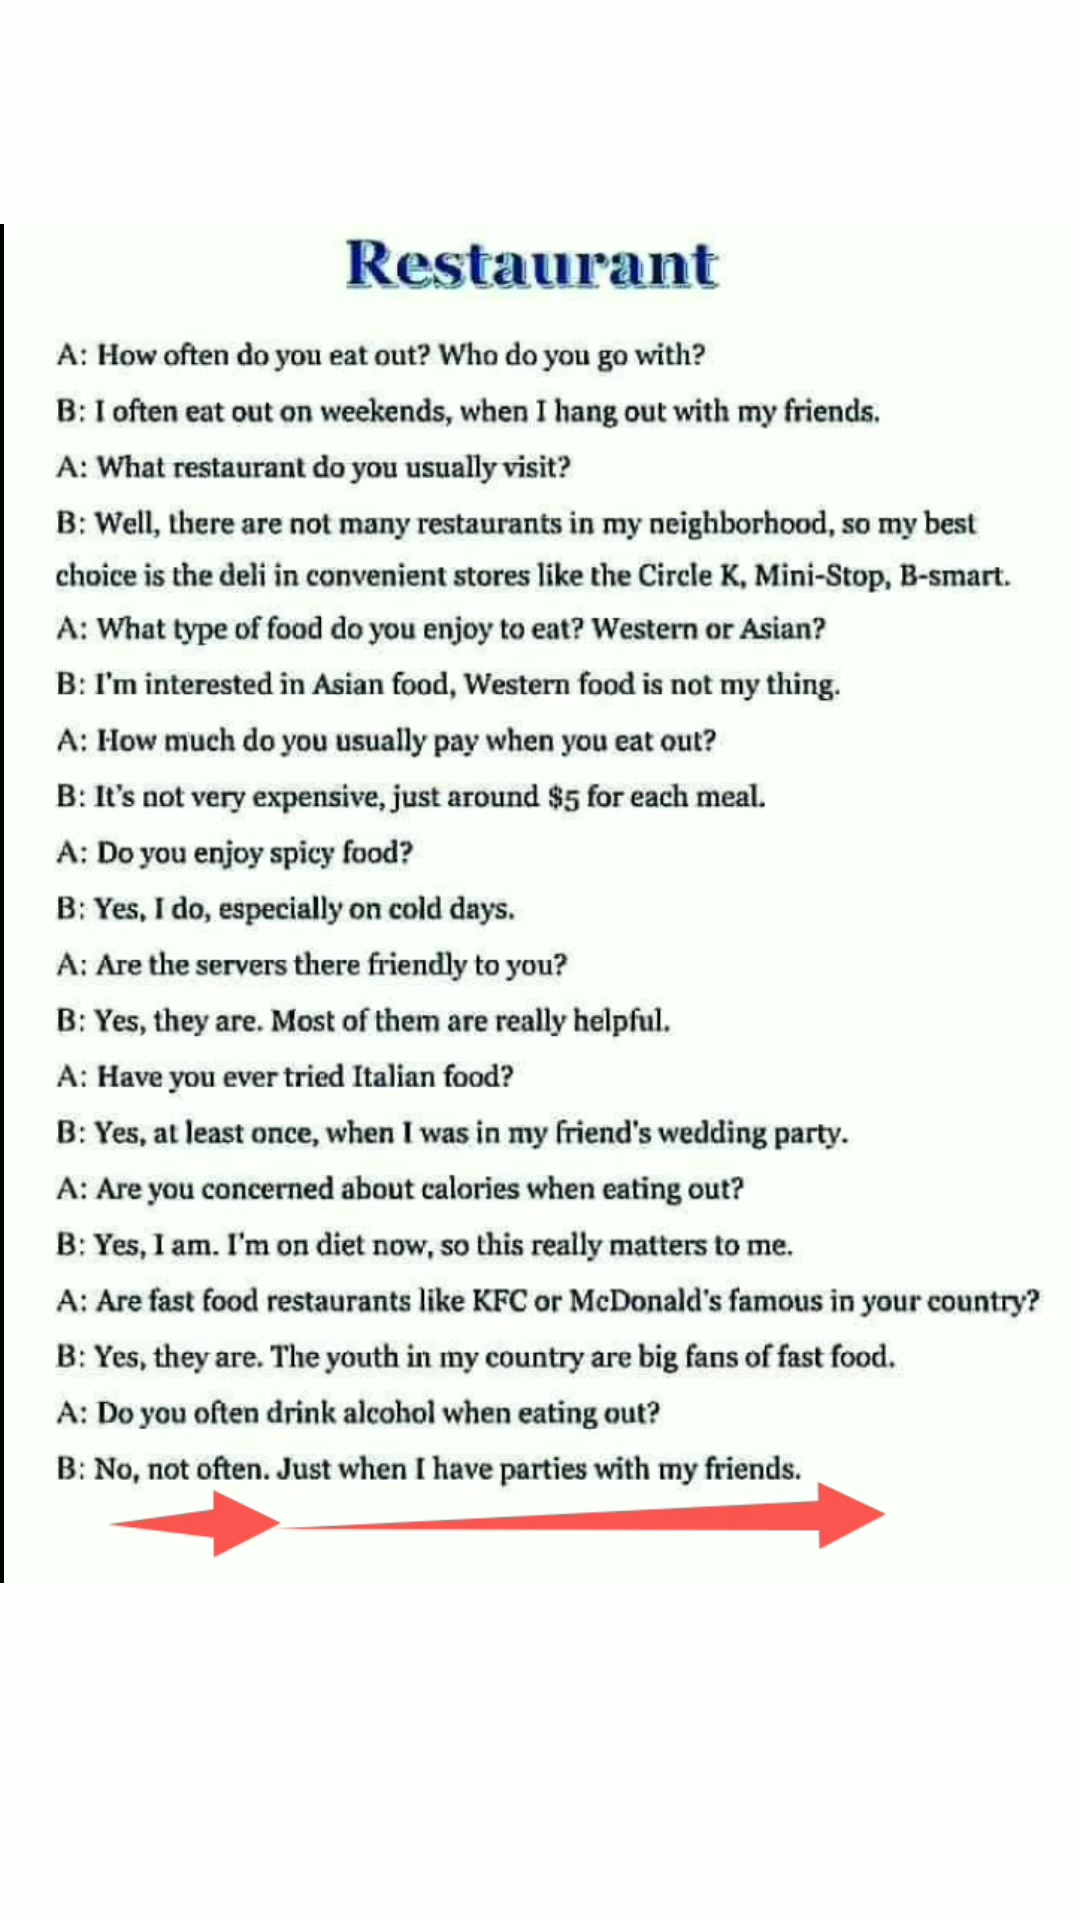 Restaurant
A: How often do you eat out? Who do you go with?
B: I often eat out on weekends, when I hang out with my friends.
A: What restaurant do you usually visit?
B: Well, there are not many restaurants in my neighborhood, so my best
choice is the deli in convenient stores like the Circle K, Mini-Stop, B-smart.
A: What type of food do you enjoy to eat? Western or Asian?
B: I'm interested in Asian food, Western food is not my thing.
A: How much do you usually pay when you eat out?
B: It's not very expensive, just around $5 for each meal.
A: Do you enjoy spicy food?
B: Yes, I do, especially on cold days.
A: Are the servers there friendly to you?
B: Yes, they are. Most of them are really helpful.
A: Have you ever tried Italian food?
B: Yes, at least once, when I was in my friend's wedding party.
A: Are you concerned about calories when eating out?
B: Yes, I am. I'm on diet now, so this really matters to me.
A: Are fast food restaurants like KFC or McDonald's famous in your country?
B: Yes, they are. The youth in my country are big fans of fast food.
A: Do you often drink alcohol when eating out?
B: No, not often. Just when I have parties with my friends.